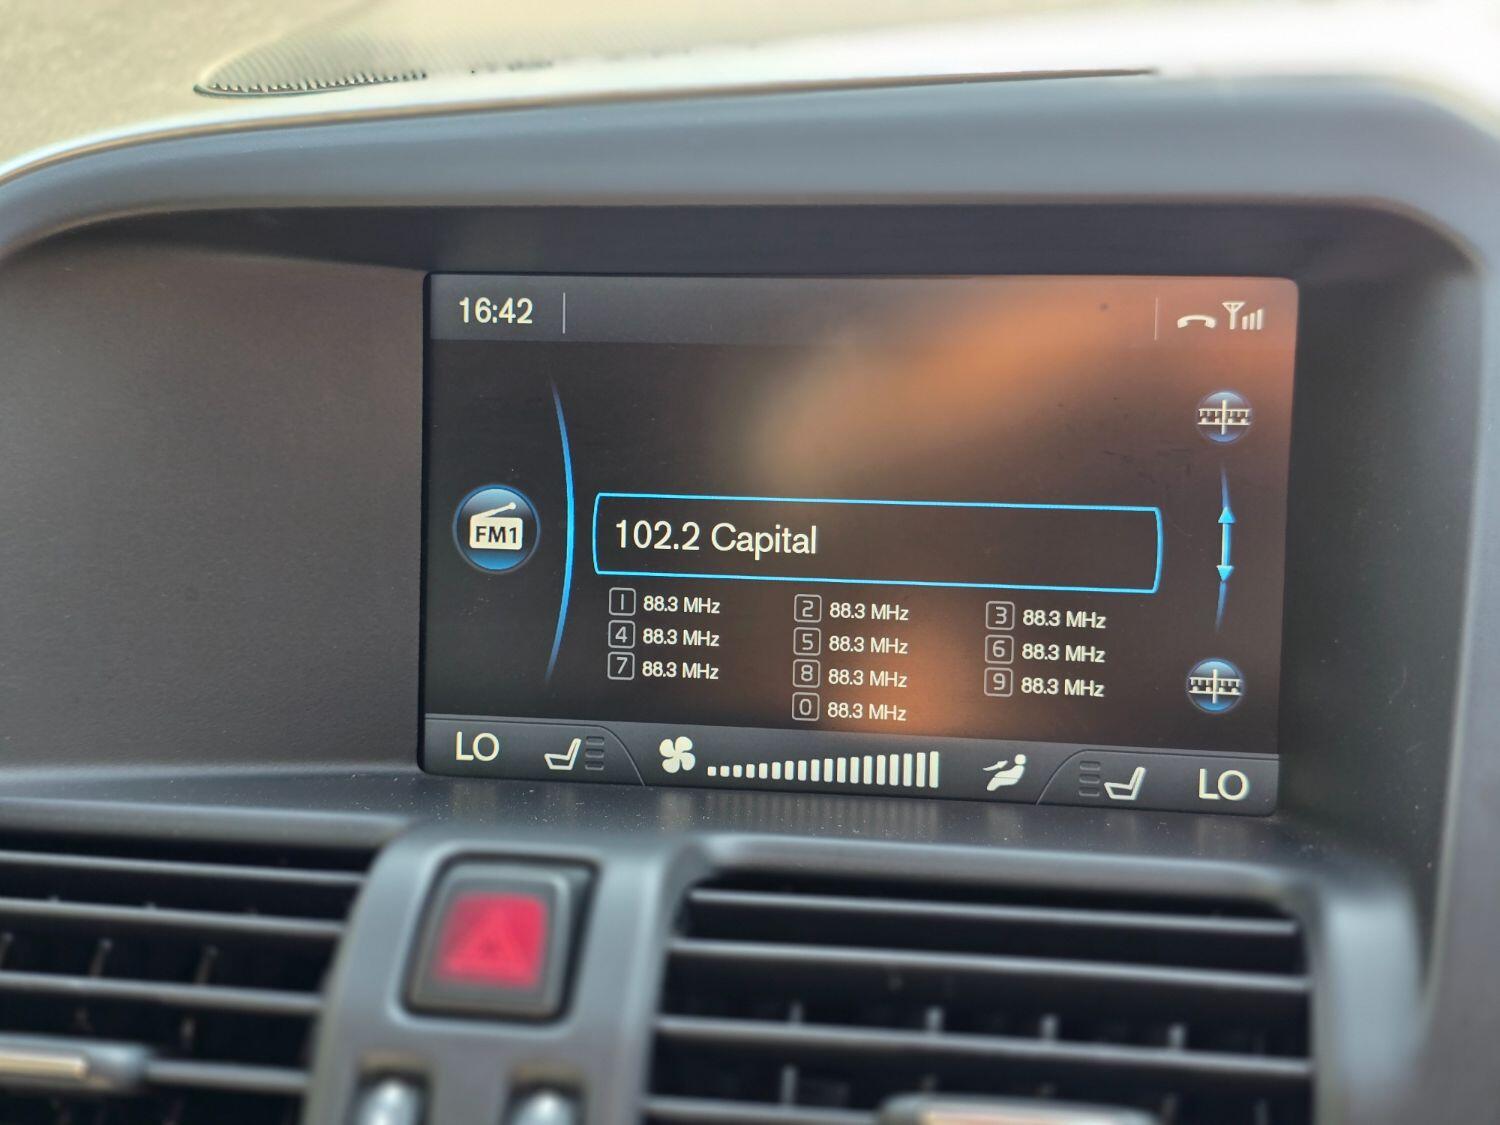 16:42
FM1
102.2 Capital
1 88.3 MHz 2 88.3 MHz 3 88.3 MHz
4 88.3 MHz 5 88.3 MHz 6 88.3 MHz
7 88.3 MHz 8 88.3 MHz 9 88.3 MHz
0 88.3 MHz
LO LO